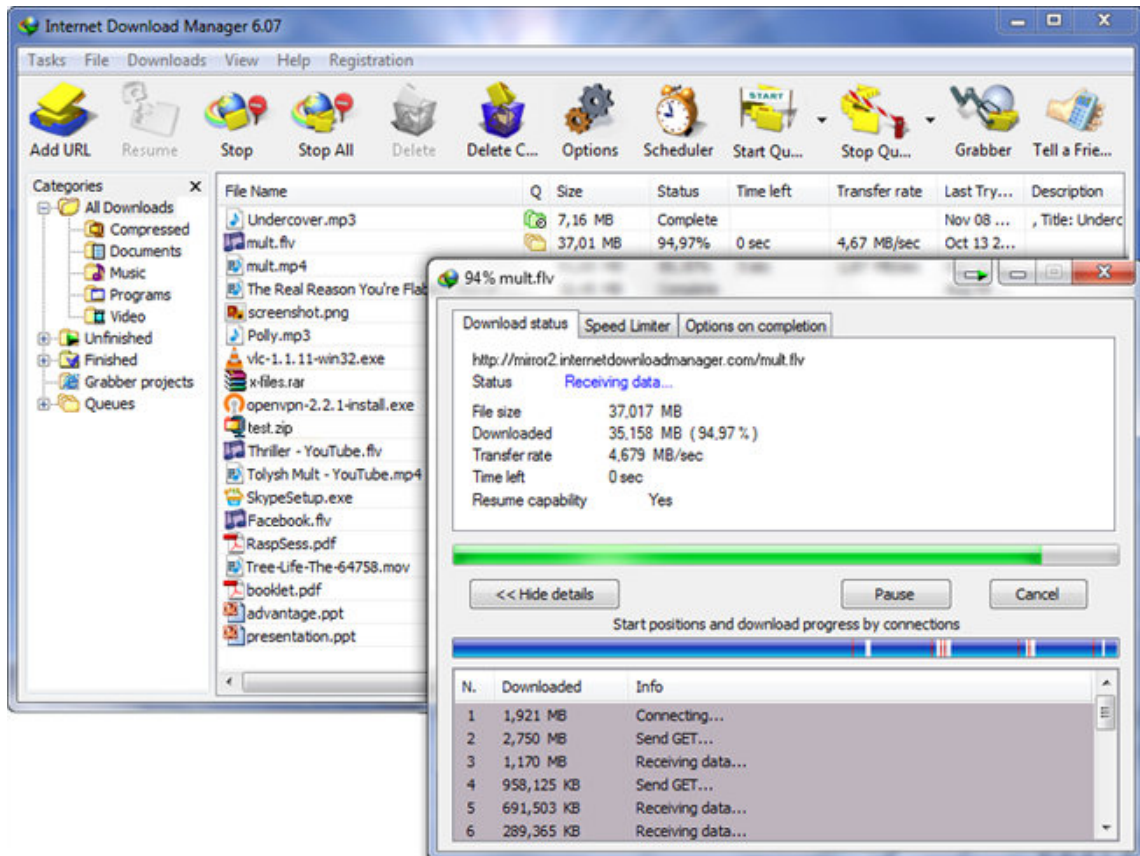 Internet Download Manager 6.07
Tasks File Downloads View Help Registration
START
Add URL Resume Stop Stop All Delete Delete C... Options Scheduler Start Qu... Stop Qu... Grabber Tell a Frie...
Categories X
All Downloads
Compressed
Documents
Music
Programs
Video
Unfinished
Finished
Grabber projects
Queues
File Name Q Size Status Time left Transfer rate Last Try... Description
Undercover.mp3 7,16 MB Complete Nov 08 ... , Title: Underc
mult.flv 37,01 MB 94,97% 0 sec 4,67 MB/sec Oct 13 2...
mult.mp4
The Real Reason You're Flab
screenshot.png
Polly.mp3
vlc-1.1.11-win32.exe
x-files.rar
openvpn-2.2.1-install.exe
test.zip
Thriller - YouTube.flv
Tolysh Mult - YouTube.mp4
SkypeSetup.exe
Facebook.flv
RaspSess.pdf
Tree-Life-The-64758.mov
booklet.pdf
advantage.ppt
presentation.ppt
94% mult.flv
Download status Speed Limiter Options on completion
http://mirror2.internetdownloadmanager.com/mult.flv
Status Receiving data...
File size 37,017 MB
Downloaded 35,158 MB ( 94,97 % )
Transfer rate 4,679 MB/sec
Time left 0 sec
Resume capability Yes
<< Hide details Pause Cancel
Start positions and download progress by connections
N. Downloaded Info
1 1,921 MB Connecting...
2 2,750 MB Send GET...
3 1,170 MB Receiving data...
4 958,125 KB Send GET...
5 691,503 KB Receiving data...
6 289,365 KB Receiving data...